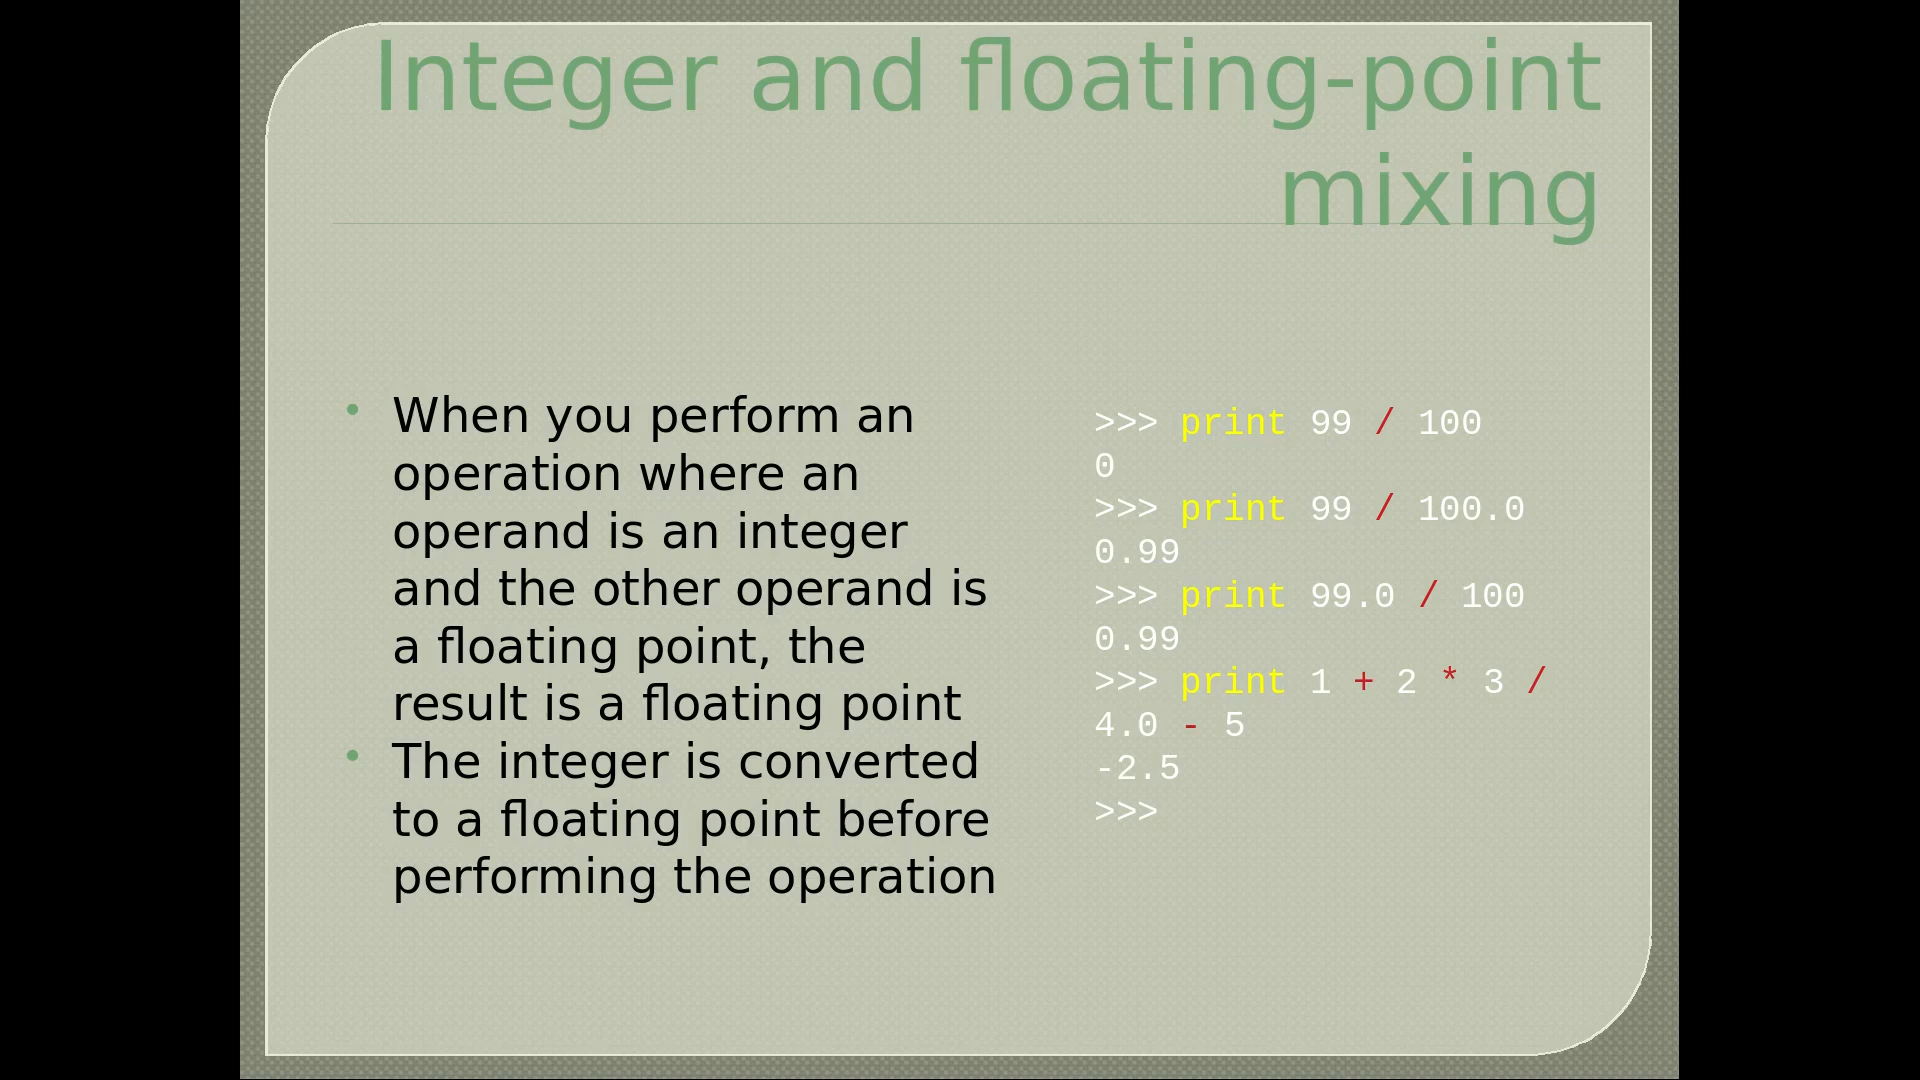 Integer and floating-point
mixing
• When you perform an
operation where an
operand is an integer
and the other operand is
a floating point, the
result is a floating point
• The integer is converted
to a floating point before
performing the operation
>>> print 99 / 100
0
>>> print 99 / 100.0
0.99
>>> print 99.0 / 100
0.99
>>> print 1 + 2 * 3 /
4.0 - 5
-2.5
>>>